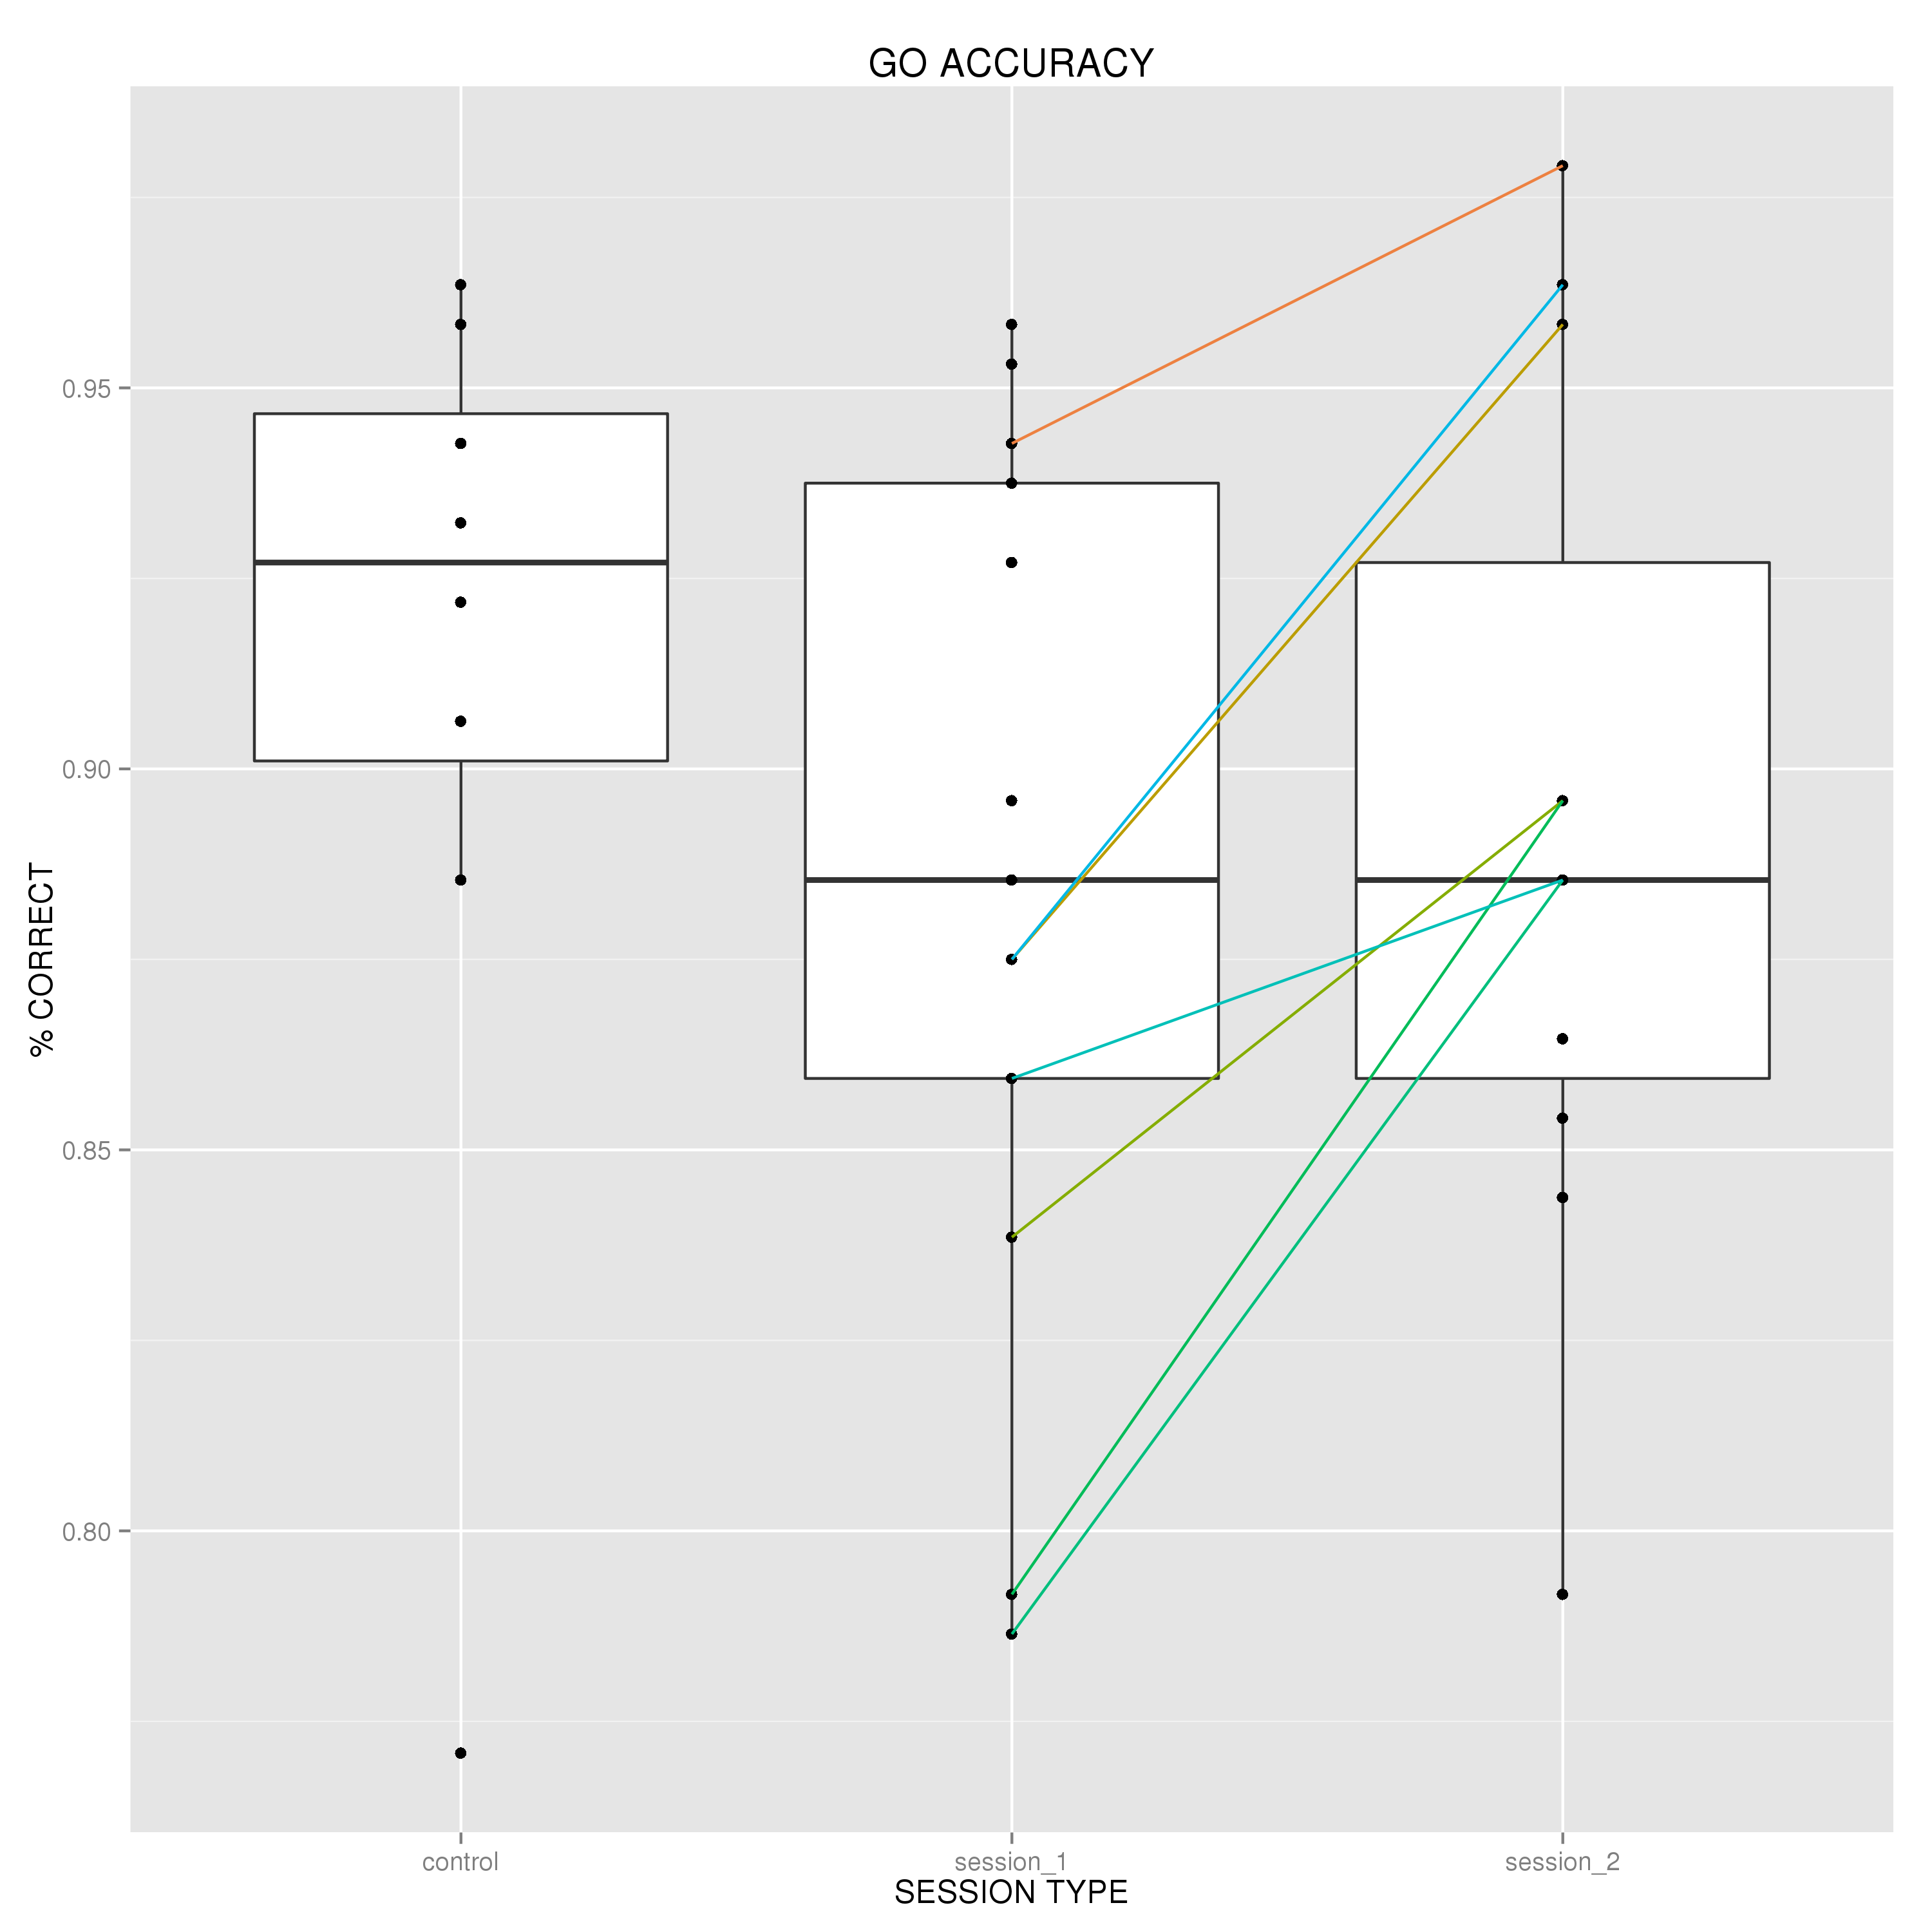 GO ACCURACY
% CORRECT
0.95
0.90
0.85
0.80
control session_1 session_2
SESSION TYPE